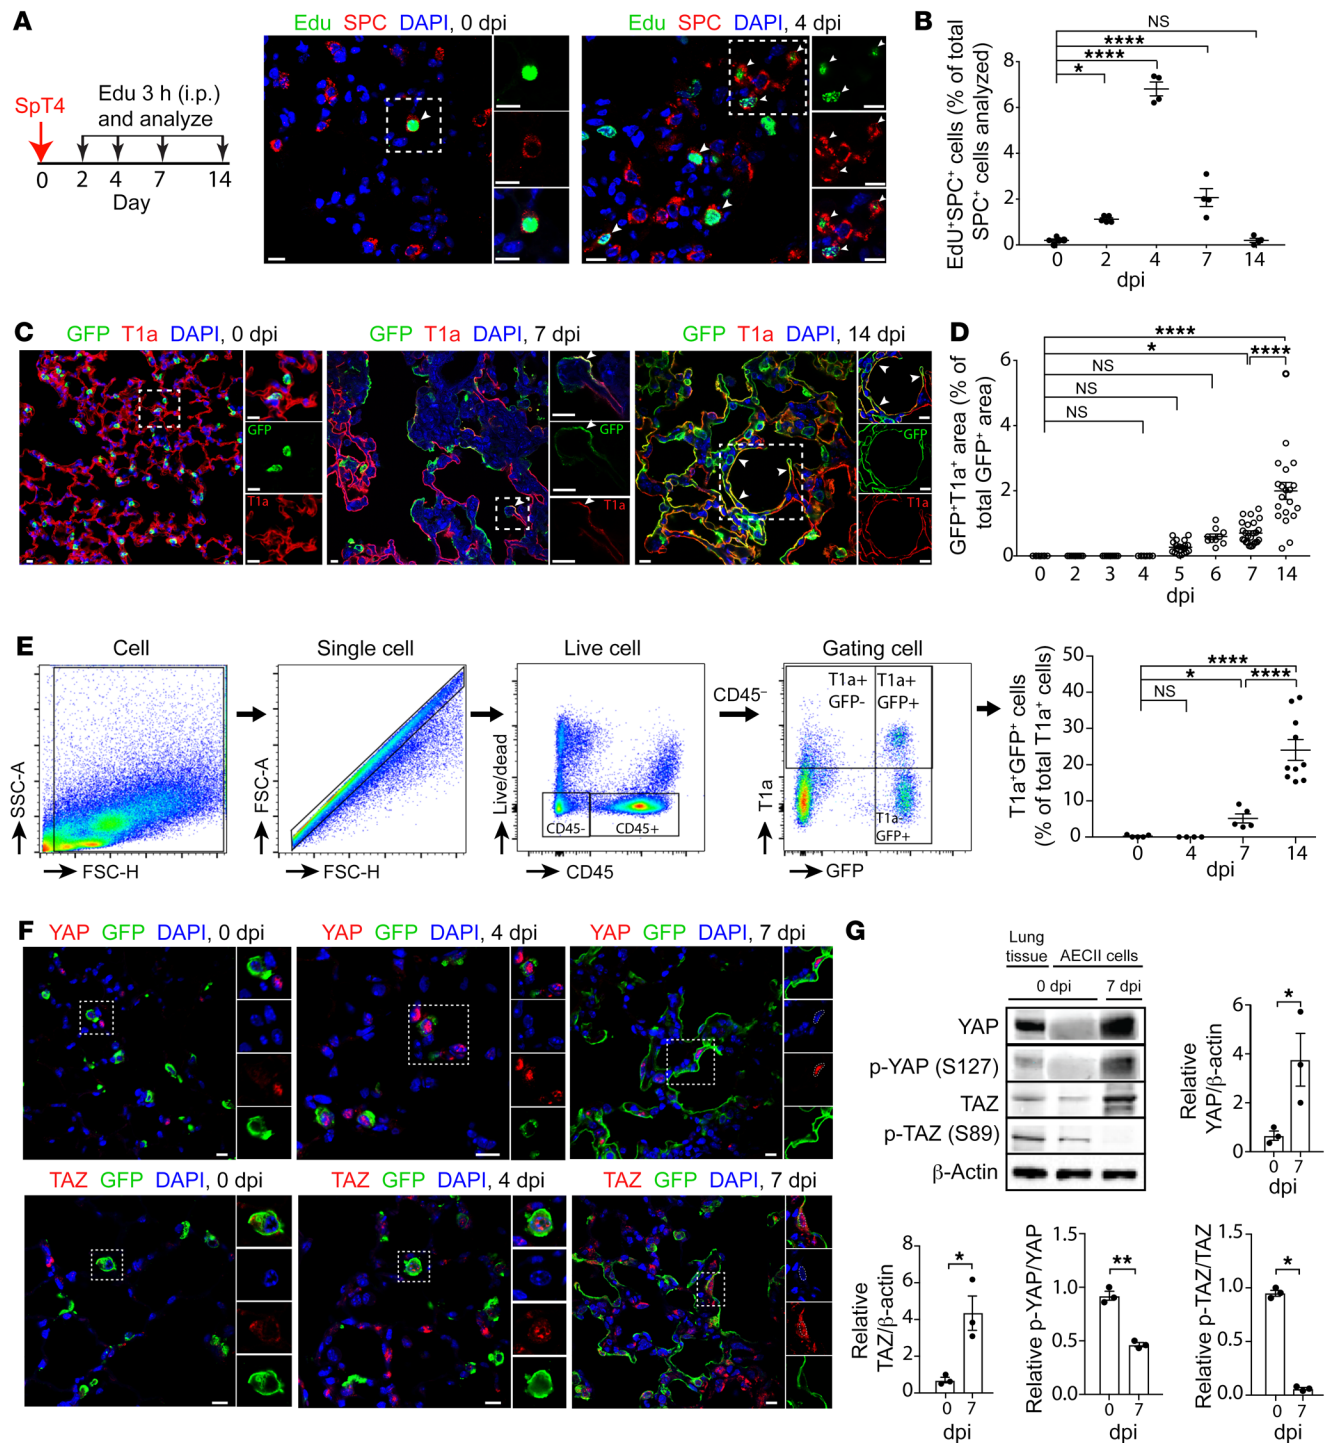 A
SpT4
Edu 3 h (i.p.)
and analyze
0 2 4 7 14
Day
Edu SPC DAPI, 0 dpi
Edu SPC DAPI, 4 dpi
B
EdU⁺SPC⁺ cells (% of total
SPC⁺ cells analyzed)
NS
****
****
*
8
6
4
2
0
0 2 4 7 14
dpi
C
GFP T1a DAPI, 0 dpi
GFP
T1a
GFP T1a DAPI, 7 dpi
GFP
T1a
GFP T1a DAPI, 14 dpi
GFP
T1a
D
GFP⁺T1a⁺ area (% of
total GFP⁺ area)
****
* ****
NS
NS
NS
6
4
2
0
0 2 3 4 5 6 7 14
dpi
E
Cell
SSC-A
FSC-H
Single cell
FSC-A
FSC-H
Live cell
Live/dead
CD45-
CD45+
CD45
CD45⁻
Gating cell
T1a+ T1a+
GFP- GFP+
T1a
T1a
GFP+
GFP
T1a⁺GFP⁺ cells
(% of total T1a⁺ cells)
****
* ****
NS
50
40
30
20
10
0
0 4 7 14
dpi
F
YAP GFP DAPI, 0 dpi
YAP GFP DAPI, 4 dpi
YAP GFP DAPI, 7 dpi
TAZ GFP DAPI, 0 dpi
TAZ GFP DAPI, 4 dpi
TAZ GFP DAPI, 7 dpi
G
Lung
tissue
AECII cells
0 dpi 7 dpi
YAP
p-YAP (S127)
TAZ
p-TAZ (S89)
β-Actin
Relative
YAP/β-actin
*
6
4
2
0
0 7
dpi
Relative
TAZ/β-actin
*
8
6
4
2
0
0 7
dpi
Relative p-YAP/YAP
**
1.5
1.0
0.5
0.0
0 7
dpi
Relative p-TAZ/TAZ
*
1.5
1.0
0.5
0.0
0 7
dpi